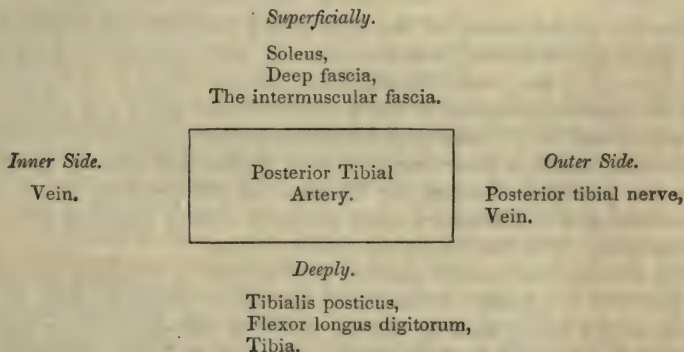 Superficially.
Soleus,
Deep fascia,
The intermuscular fascia.
Inner Side.
Vein.
Posterior Tibial
Artery.
Outer Side.
Posterior tibial nerve,
Vein.
Deeply.
Tibialis posticus,
Flexor longus digitorum,
Tibia.